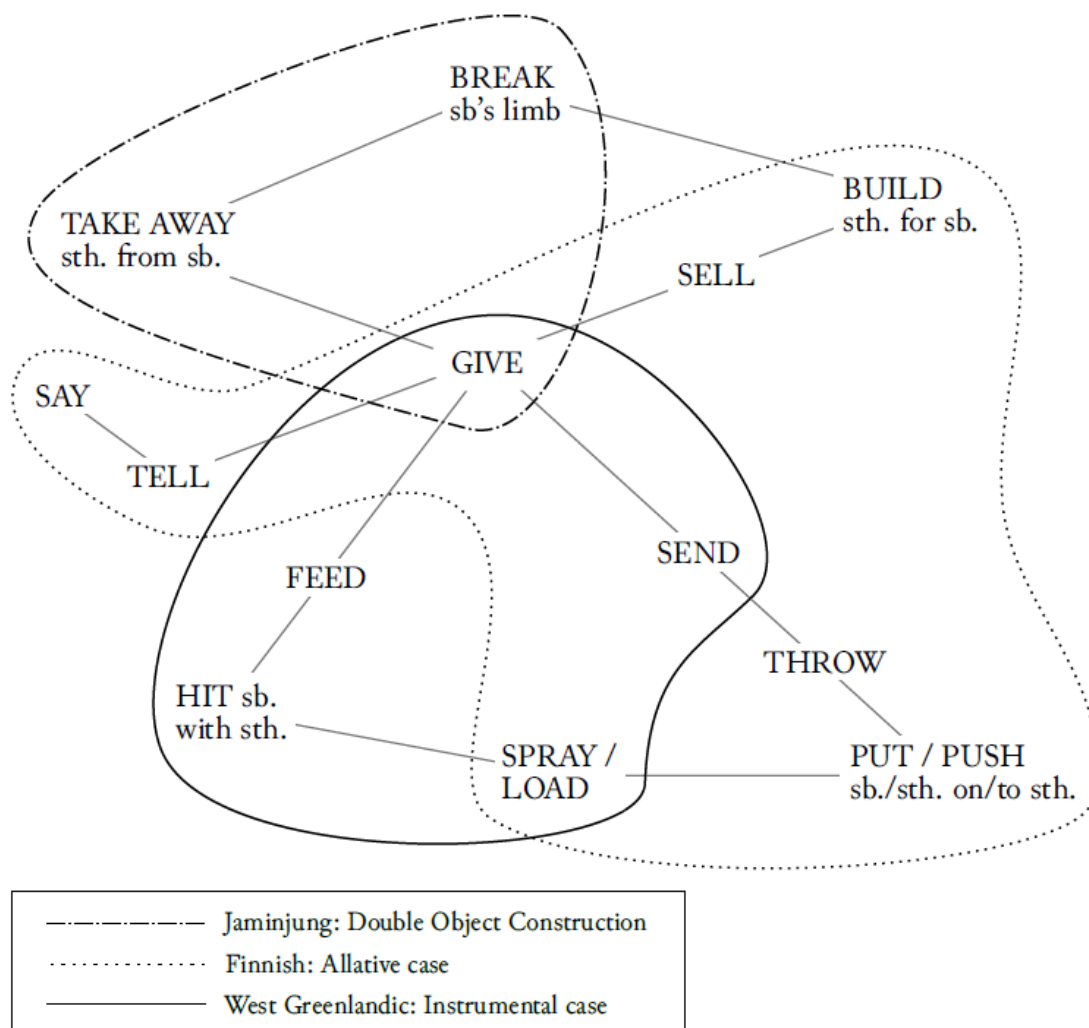 BREAK
sb's limb
BUILD
sth. for sb.
TAKE AWAY
sth. from sb.
SELL
GIVE
SAY
TELL
SEND
FEED
THROW
HIT sb.
with sth.
SPRAY /
LOAD
PUT / PUSH
sb./sth. on/to sth.
Jaminjung: Double Object Construction
Finnish: Allative case
West Greenlandic: Instrumental case